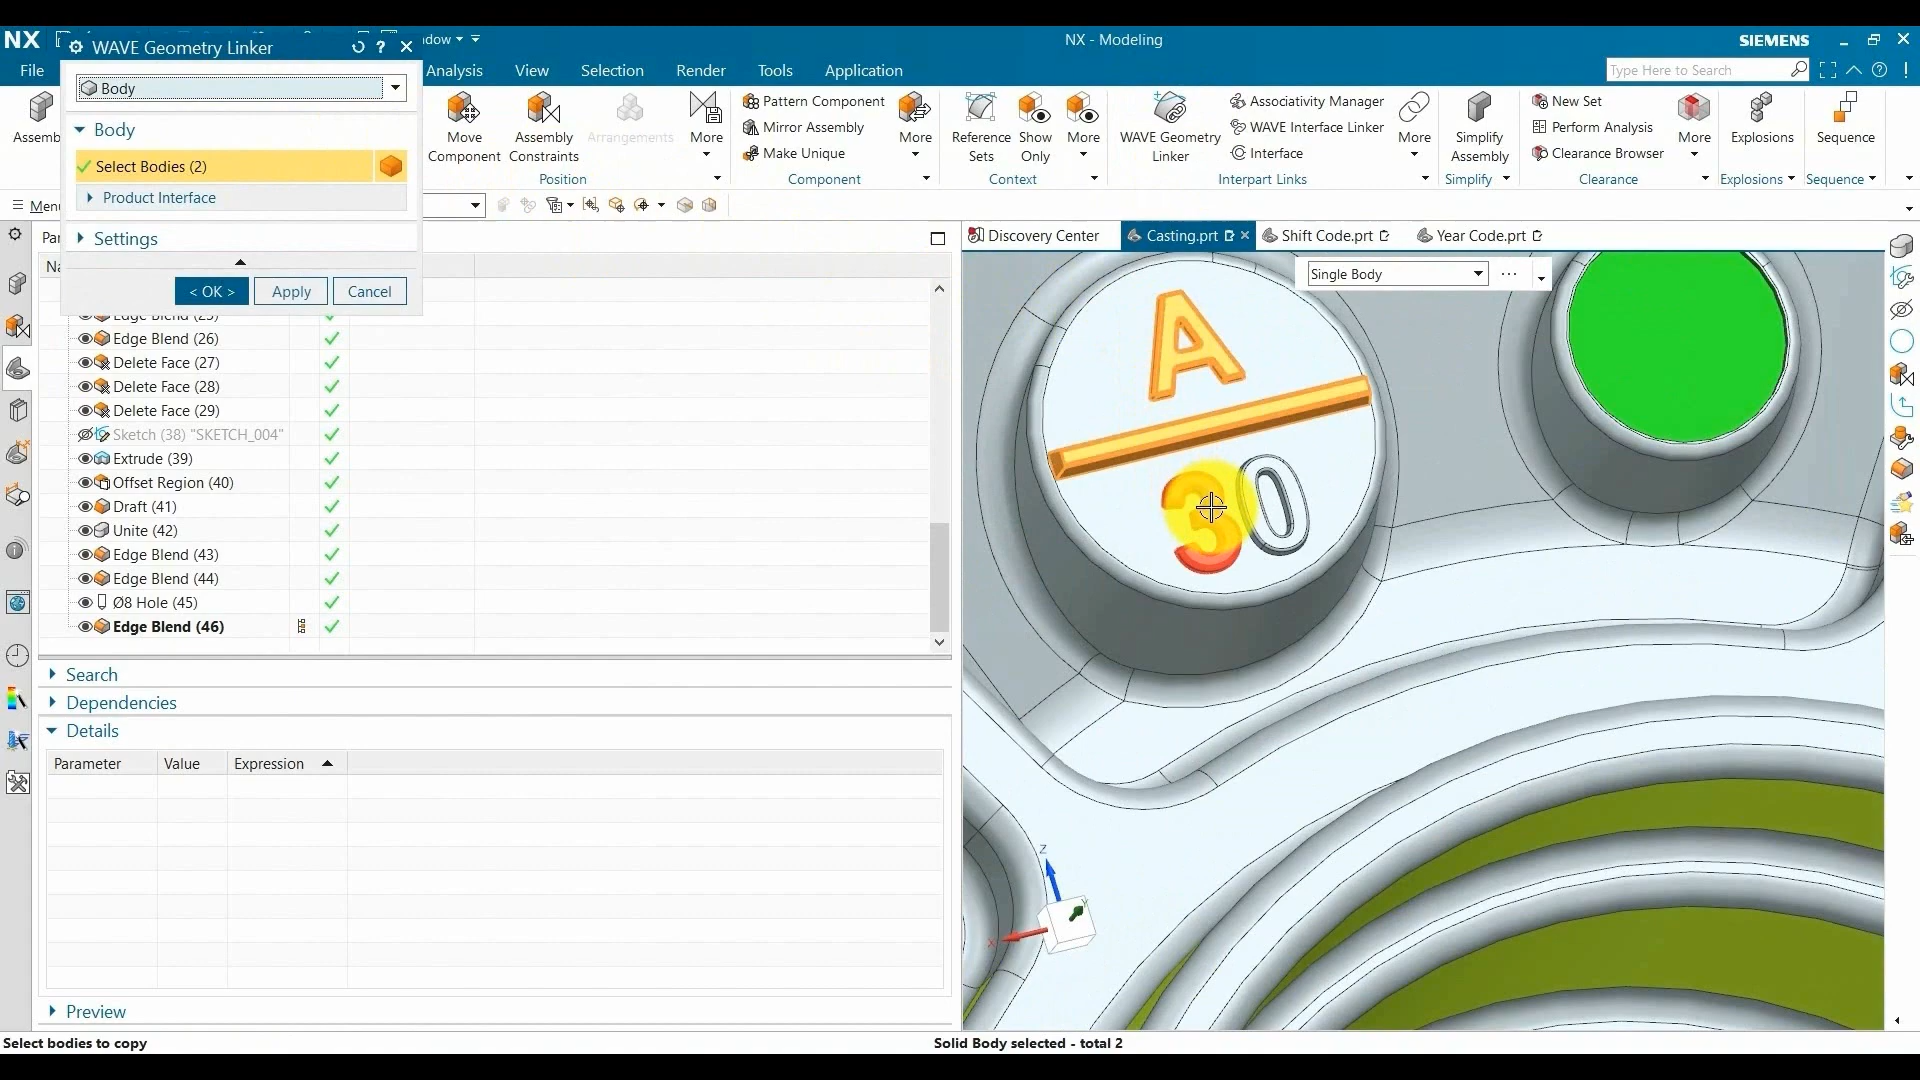 NX
WAVE Geometry Linker
?
dow
NX - Modeling
SIEMENS
File
Analysis
View
Selection
Render
Tools
Application
Type Here to Search
Body
Body
Select Bodies (2)
Product Interface
Settings
< OK >
Apply
Cancel
Assemb
Move
Component
Assembly
Constraints
Arrangements
More
Position
Pattern Component
Mirror Assembly
Make Unique
More
Component
Reference
Sets
Show
Only
More
Context
WAVE Geometry
Linker
Associativity Manager
WAVE Interface Linker
Interface
More
Interpart Links
Simplify
Assembly
Simplify
New Set
Perform Analysis
Clearance Browser
More
Clearance
Explosions
Explosions
Sequence
Sequence
Menu
Discovery Center
Casting.prt
Shift Code.prt
Year Code.prt
Single Body
Edge Blend (25)
Edge Blend (26)
Delete Face (27)
Delete Face (28)
Delete Face (29)
Sketch (38) "SKETCH_004"
Extrude (39)
Offset Region (40)
Draft (41)
Unite (42)
Edge Blend (43)
Edge Blend (44)
Ø8 Hole (45)
Edge Blend (46)
Search
Dependencies
Details
Parameter
Value
Expression
Preview
A
30
Z
Y
X
Select bodies to copy
Solid Body selected - total 2